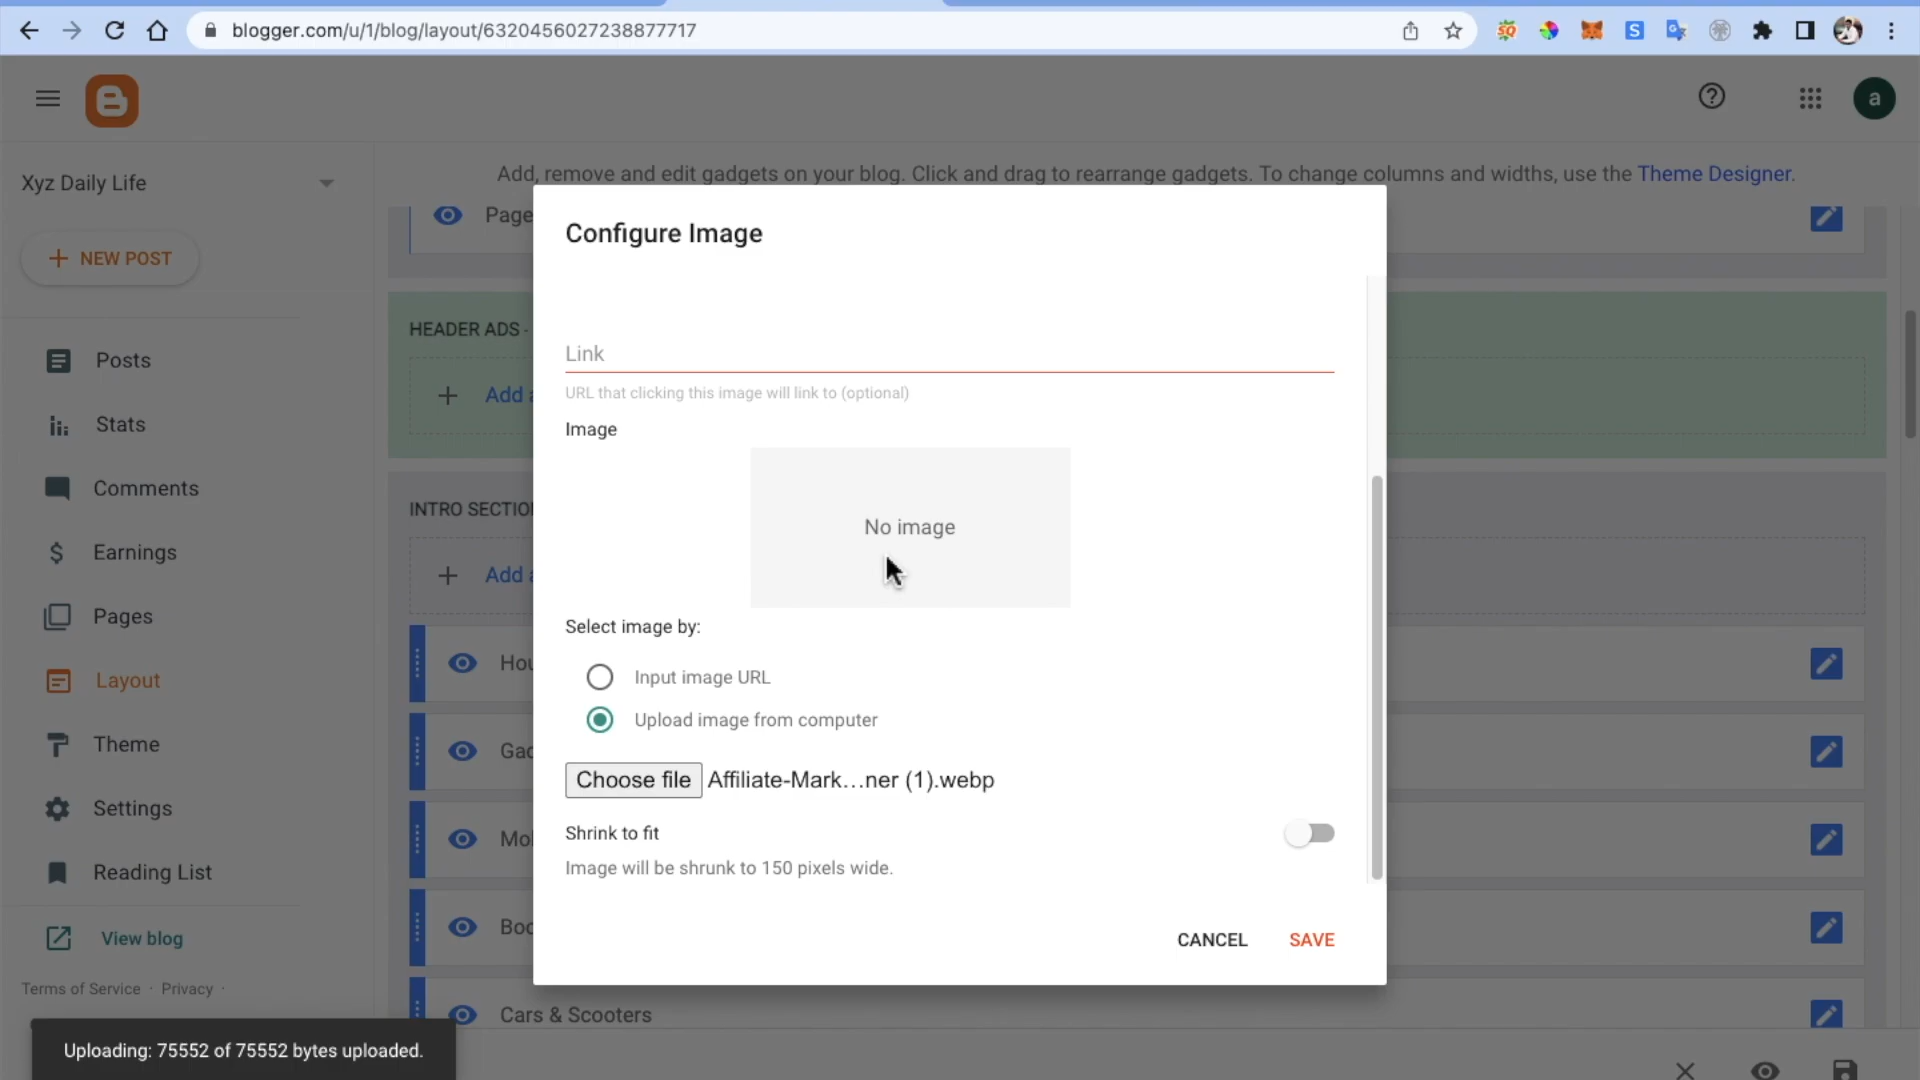 blogger.com/u/1/blog/layout/6320456027238877717
a
Xyz Daily Life
Add, remove and edit gadgets on your blog. Click and drag to rearrange gadgets. To change columns and widths, use the Theme Designer.
Page
Configure Image
NEW POST
HEADER ADS -
Link
URL that clicking this image will link to (optional)
Posts
Add a
Image
Stats
Comments
INTRO SECTIO
No image
Earnings
Add a
Pages
Select image by:
Hou
Input image URL
Layout
Upload image from computer
Theme
Gad
Choose file Affiliate-Mark...ner (1).webp
Settings
Shrink to fit
Image will be shrunk to 150 pixels wide.
Reading List
Boo
View blog
CANCEL SAVE
Terms of Service · Privacy ·
Cars & Scooters
Uploading: 75552 of 75552 bytes uploaded.